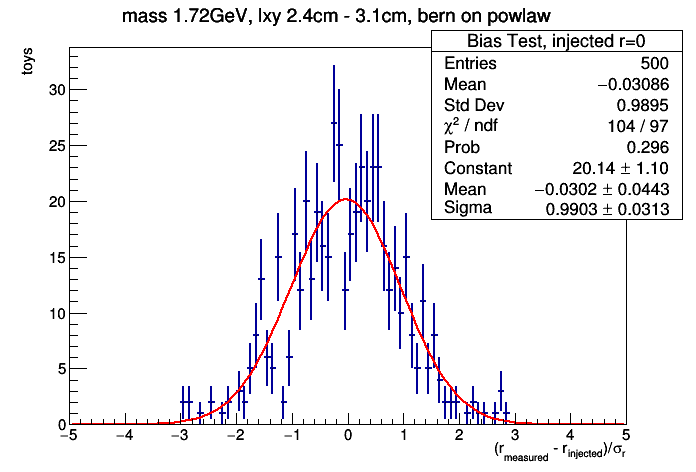 mass 1.72GeV, lxy 2.4cm - 3.1cm, bern on powlaw
Bias Test, injected r=0
Entries 500
Mean −0.03086
Std Dev 0.9895
χ² / ndf 104 / 97
Prob 0.296
Constant 20.14 ± 1.10
Mean −0.0302 ± 0.0443
Sigma 0.9903 ± 0.0313
toys
30
25
20
15
10
5
0
−5 −4 −3 −2 −1 0 1 2 3 4 5
(r_measured - r_injected)/σ_r